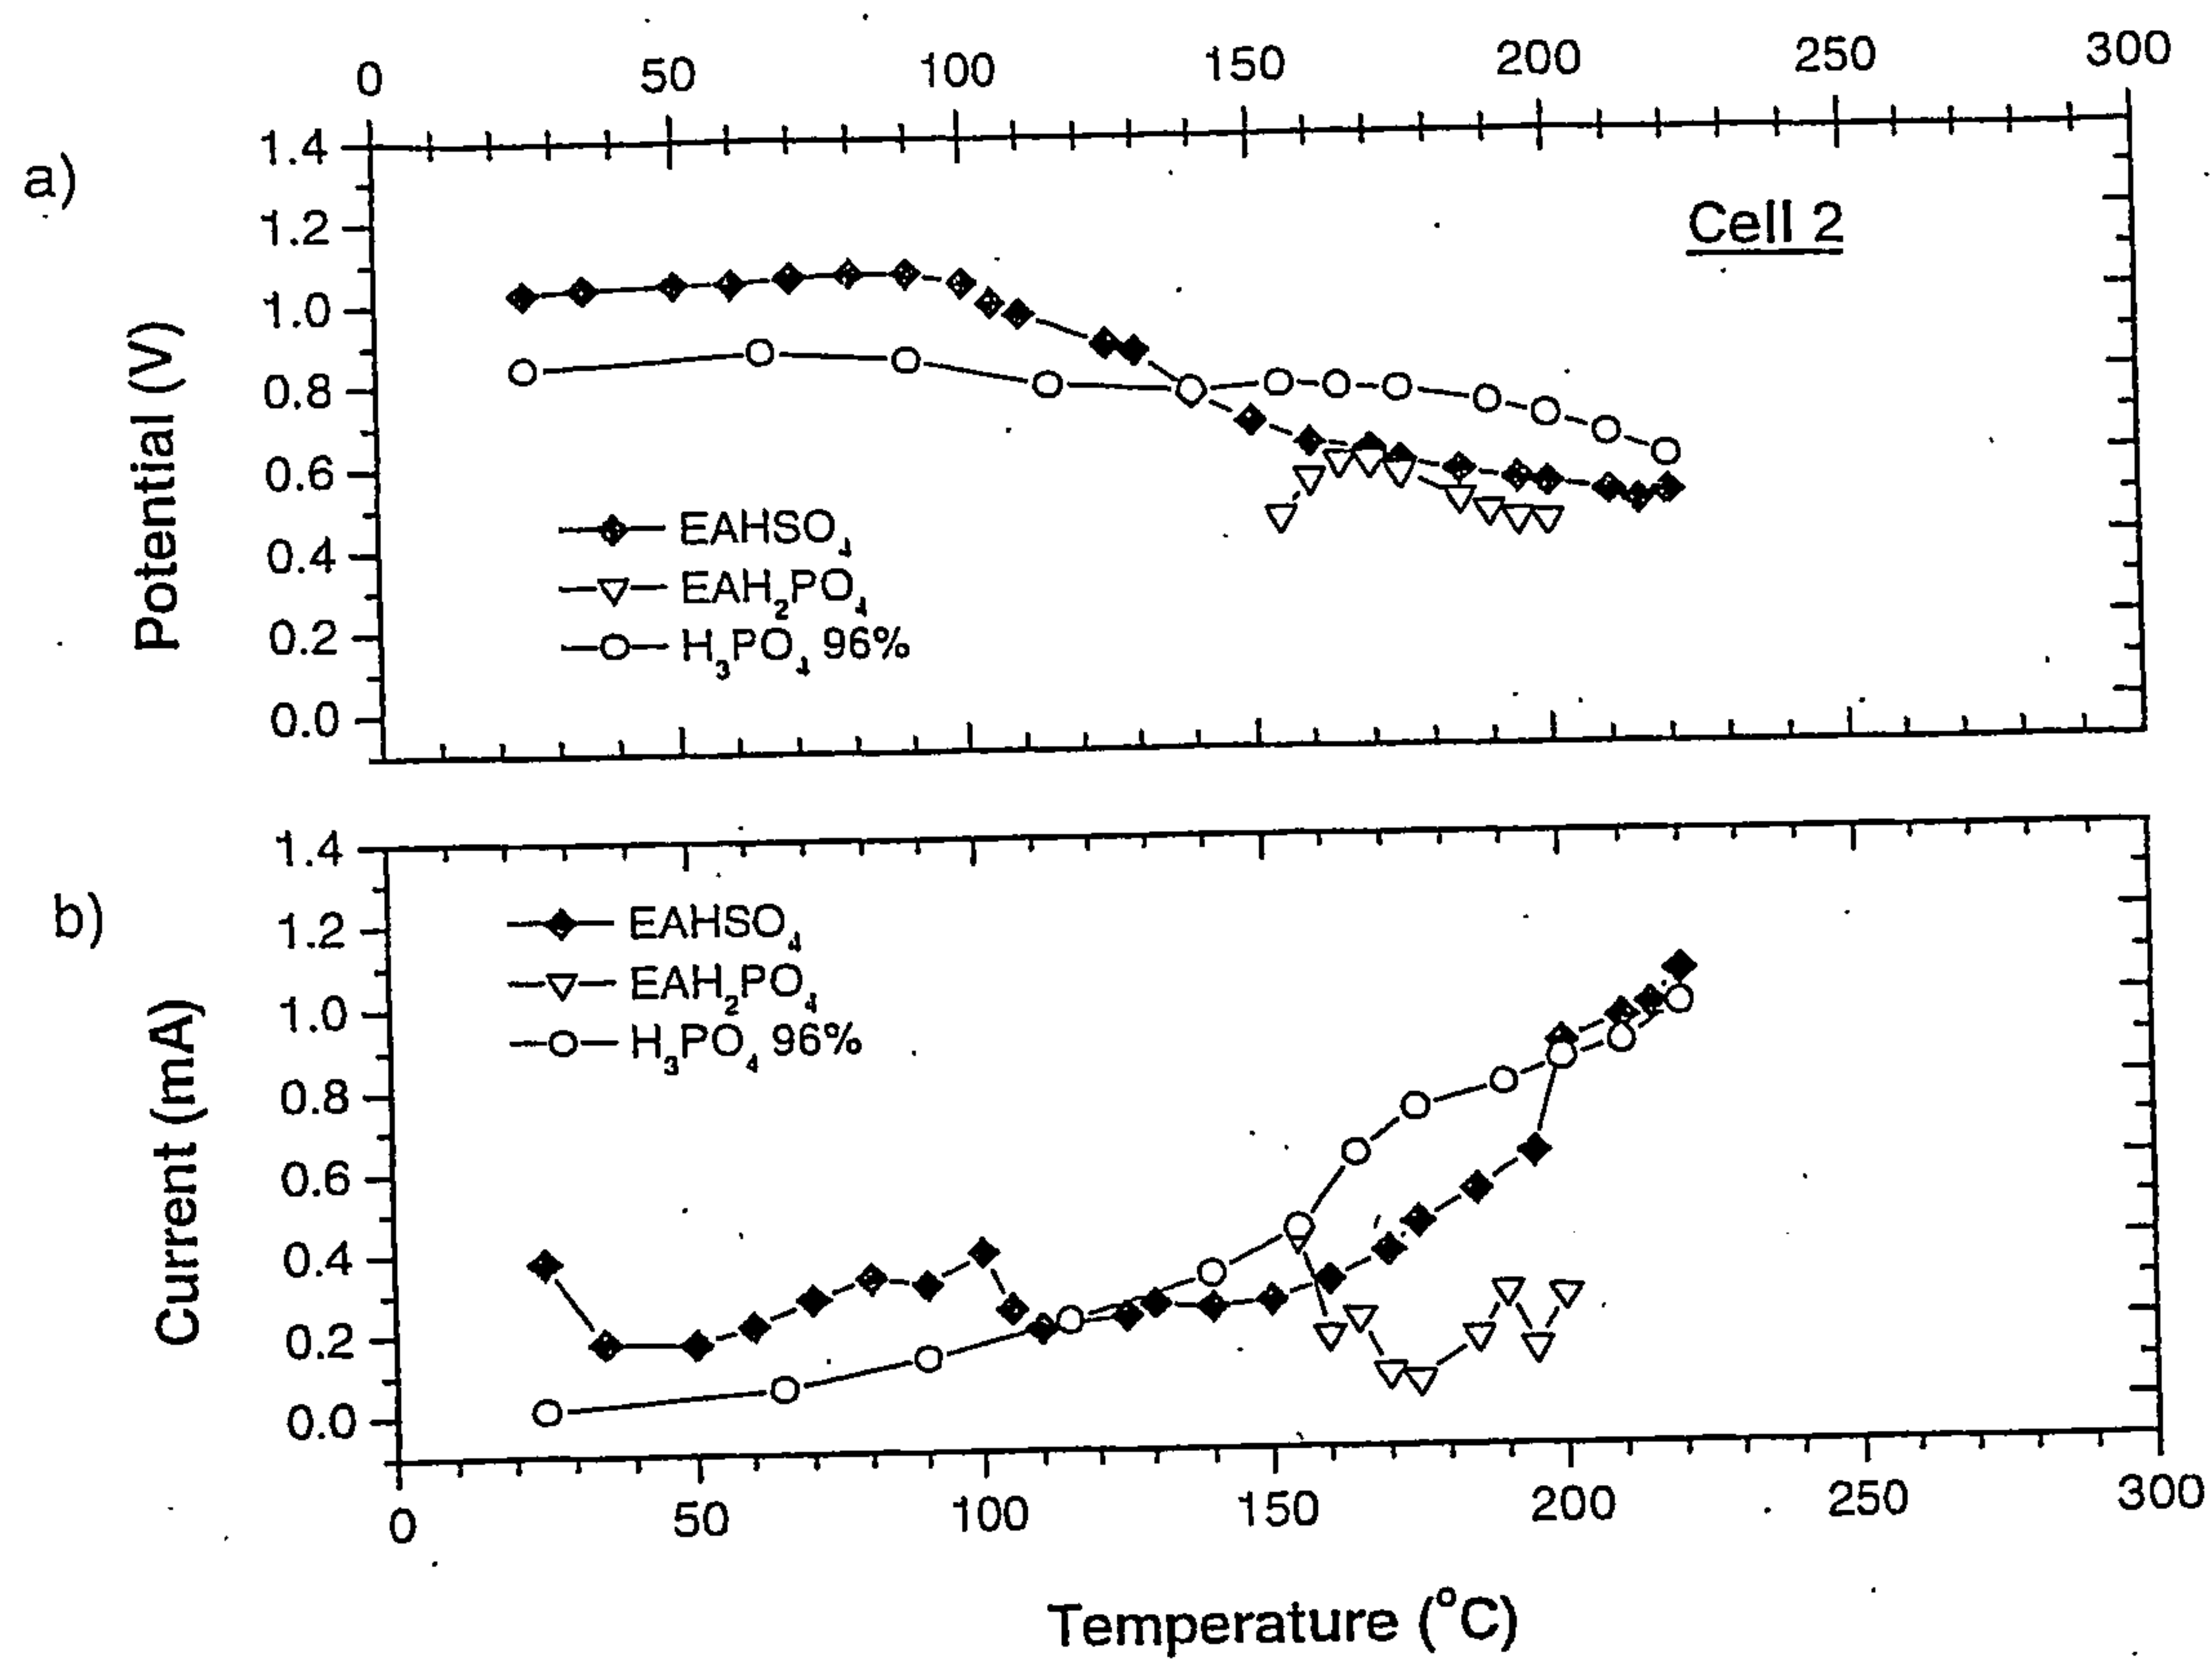 0 50 100 150 200 250 300
a)
Cell 2
Potential (V)
1.4
1.2
1.0
0.8
0.6
0.4
0.2
0.0
EAHSO₄
EAH₂PO₄
H₃PO₄ 96%
b)
Current (mA)
1.4
1.2
1.0
0.8
0.6
0.4
0.2
0.0
EAHSO₄
EAH₂PO₄
H₃PO₄ 96%
0 50 100 150 200 250 300
Temperature (°C)